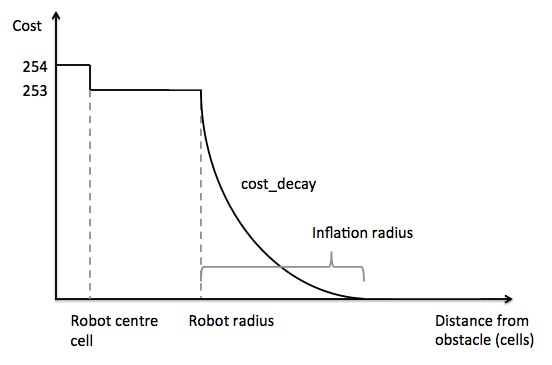 Cost
254
253
cost_decay
Inflation radius
Robot centre
cell
Robot radius
Distance from
obstacle (cells)